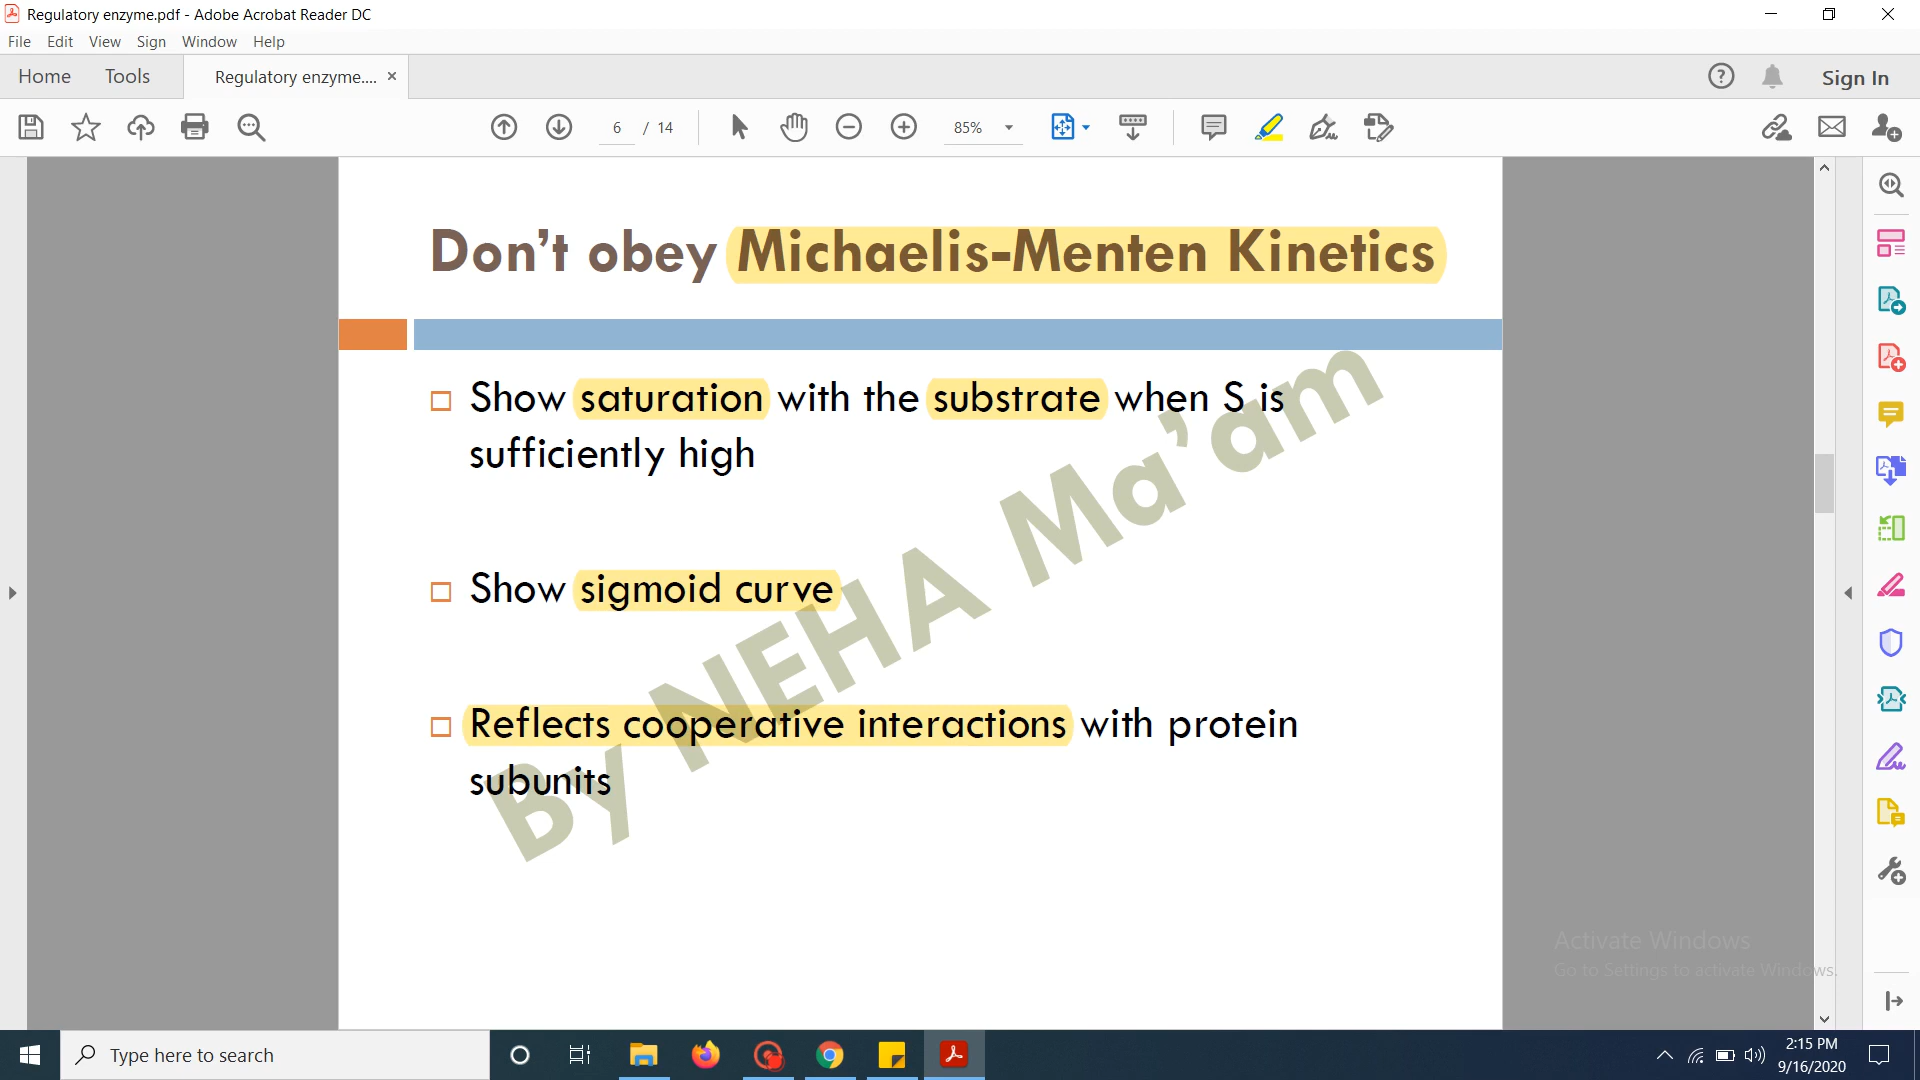 Regulatory enzyme.pdf - Adobe Acrobat Reader DC
File Edit View Sign Window Help
Home Tools Regulatory enzyme.... × Sign In
6 / 14 85%
Don't obey Michaelis-Menten Kinetics
Show saturation with the substrate when S is
sufficiently high
Show sigmoid curve
Reflects cooperative interactions with protein
subunits
By NEHA Ma'am
Activate Windows
Go to Settings to activate Windows.
Type here to search
2:15 PM
9/16/2020